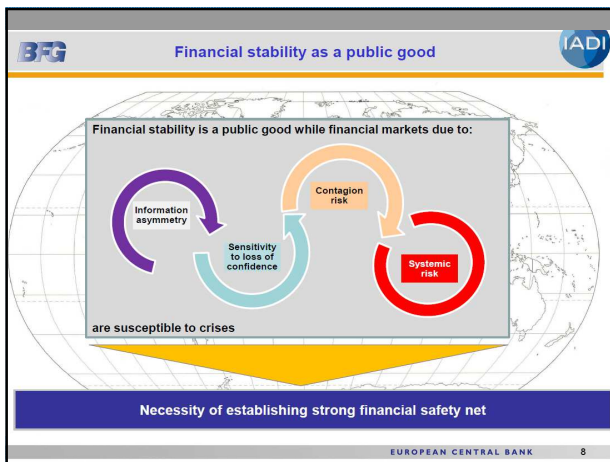 BFG
Financial stability as a public good
IADI
Financial stability is a public good while financial markets due to:
Information
asymmetry
Sensitivity
to loss of
confidence
Contagion
risk
Systemic
risk
are susceptible to crises
Necessity of establishing strong financial safety net
EUROPEAN CENTRAL BANK
8